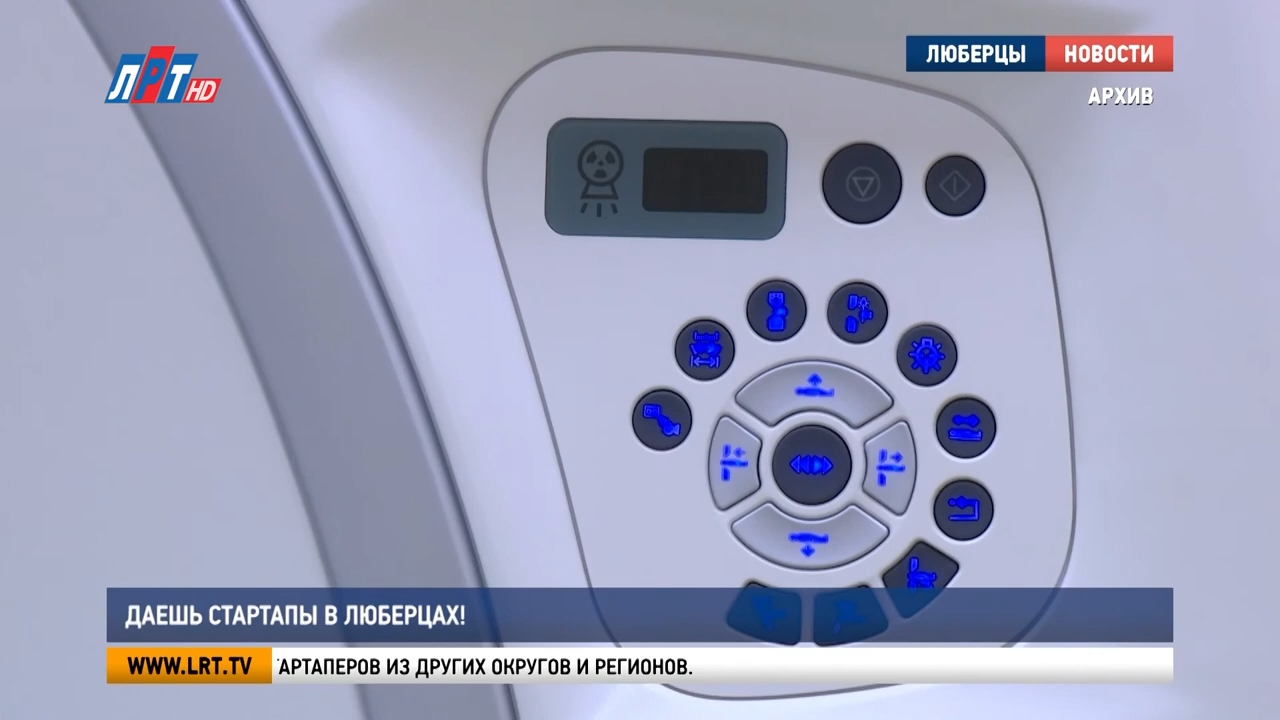 ЛРТ HD
ЛЮБЕРЦЫ НОВОСТИ
АРХИВ
ДАЕШЬ СТАРТАПЫ В ЛЮБЕРЦАХ!
WWW.LRT.TV АРТАПЕРОВ ИЗ ДРУГИХ ОКРУГОВ И РЕГИОНОВ.